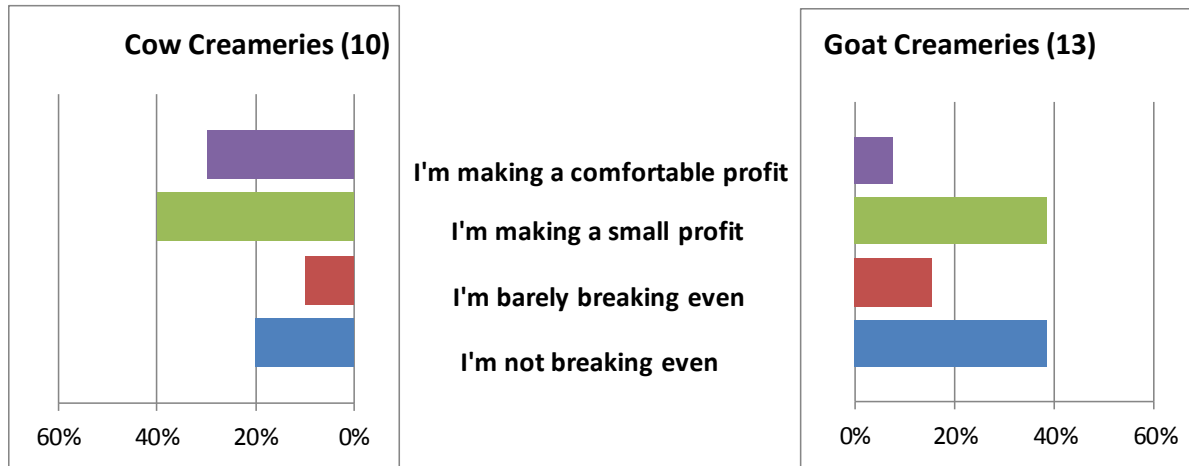 Cow Creameries (10)
60% 40% 20% 0%
I'm making a comfortable profit
I'm making a small profit
I'm barely breaking even
I'm not breaking even
Goat Creameries (13)
0% 20% 40% 60%